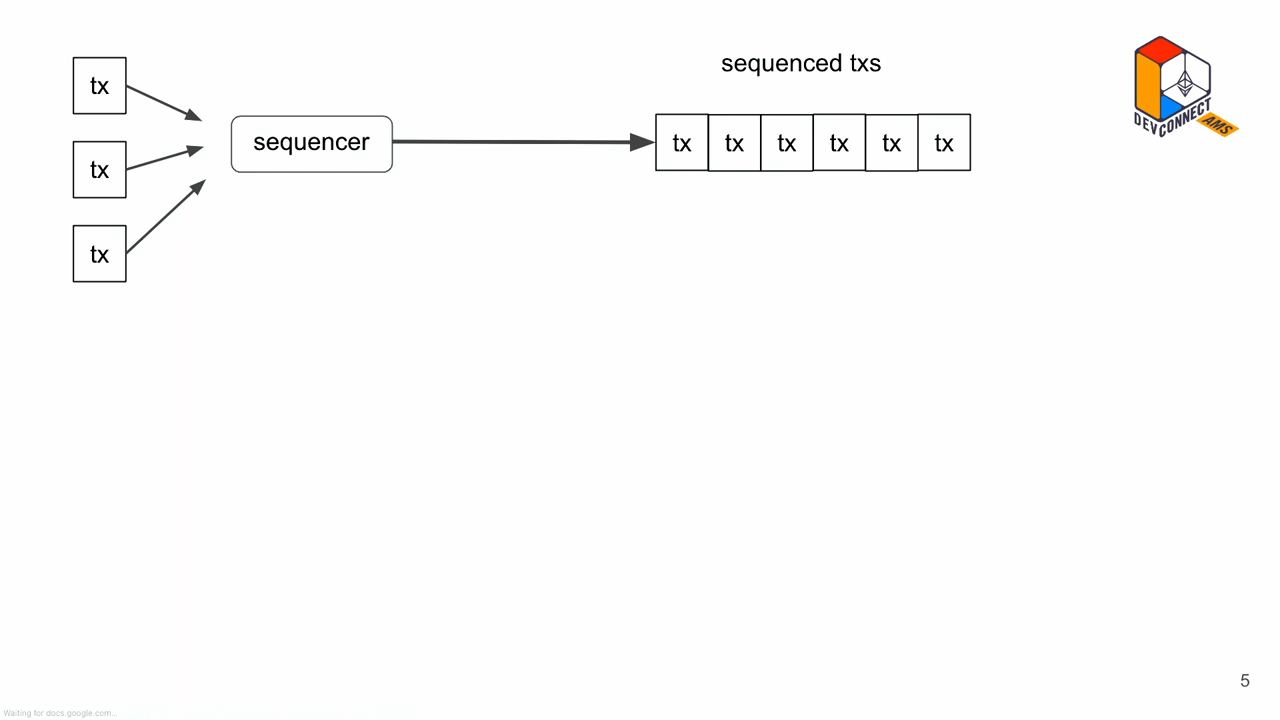 sequenced txs
tx
sequencer
tx tx tx tx tx tx
tx
tx
DEVCONNECT
AMS
5
Waiting for docs.google.com...